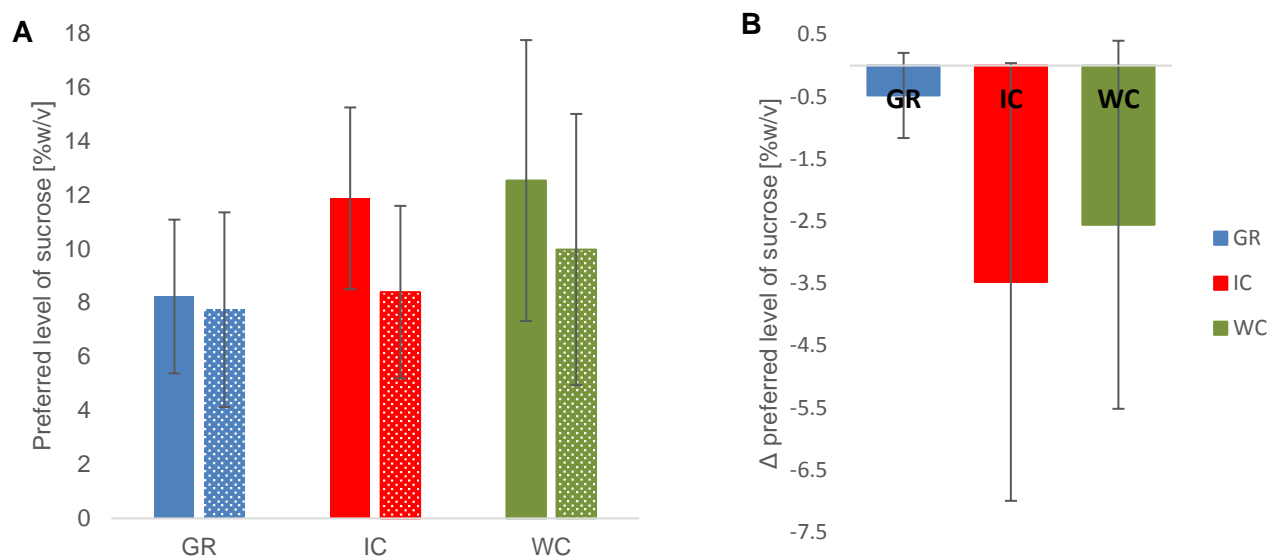 A
Preferred level of sucrose [%w/v]
18
16
14
12
10
8
6
4
2
0
GR IC WC
B
Δ preferred level of sucrose [%w/v]
0.5
-0.5
-1.5
-2.5
-3.5
-4.5
-5.5
-6.5
-7.5
GR IC WC
GR
IC
WC